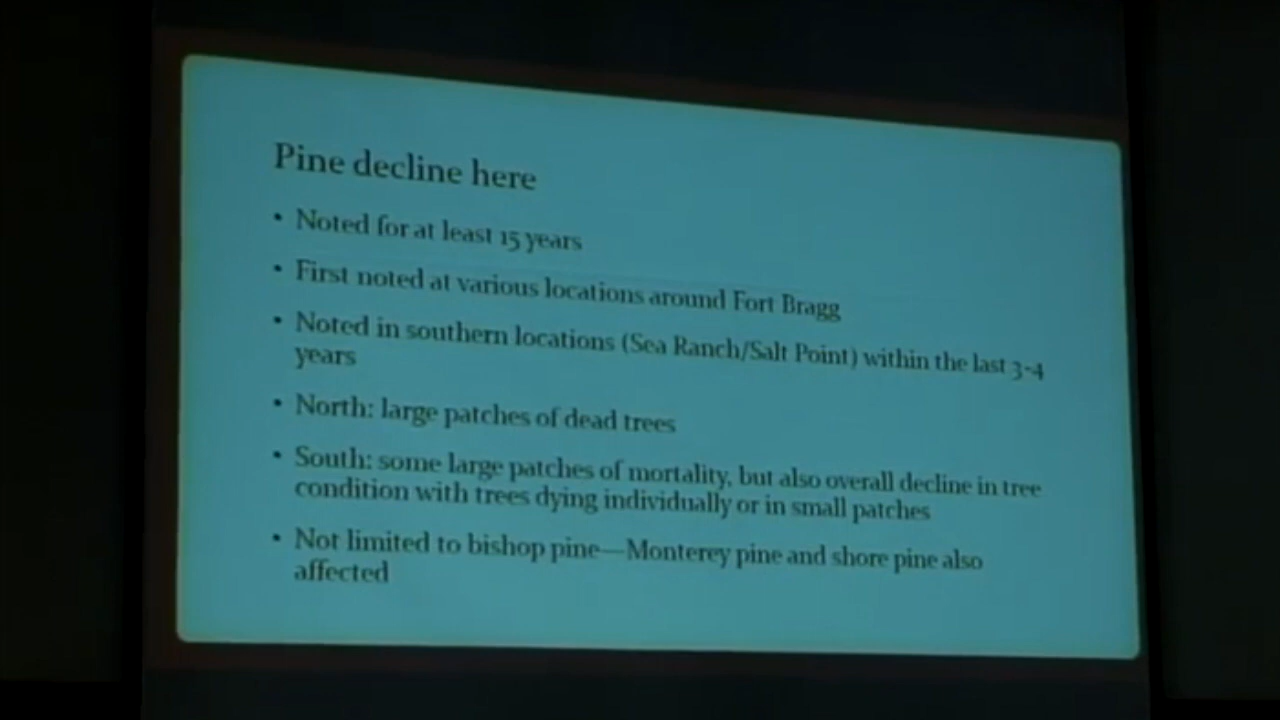 Pine decline here
• Noted for at least 15 years
• First noted at various locations around Fort Bragg
• Noted in southern locations (Sea Ranch/Salt Point) within the last 3-4
years
• North: large patches of dead trees
• South: some large patches of mortality, but also overall decline in tree
condition with trees dying individually or in small patches
• Not limited to bishop pine—Monterey pine and shore pine also
affected